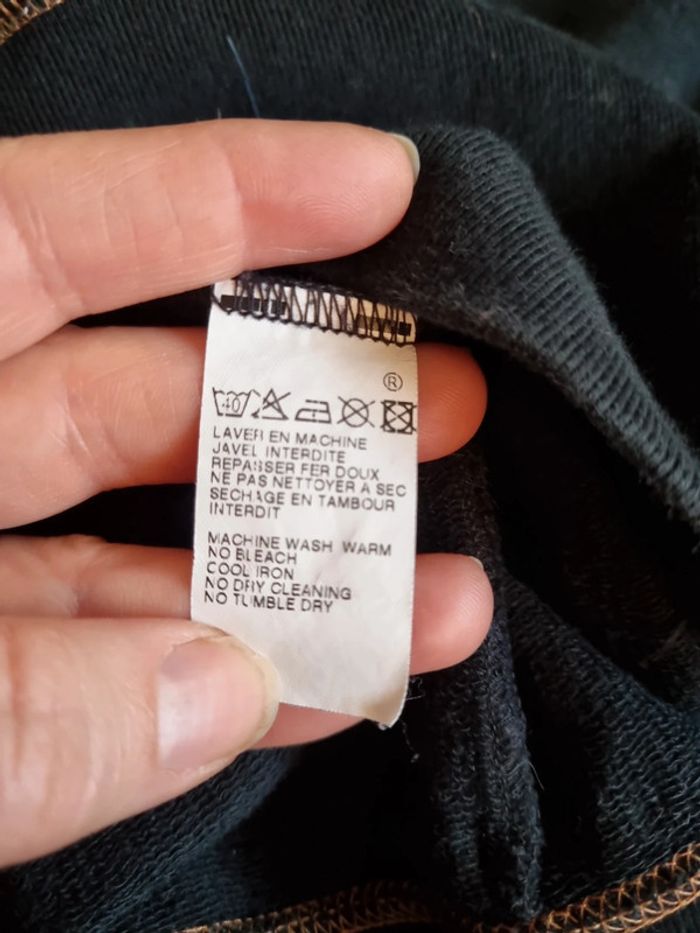 ®
40
LAVER EN MACHINE
JAVEL INTERDITE
REPASSER FER DOUX
NE PAS NETTOYER A SEC
SECHAGE EN TAMBOUR
INTERDIT
MACHINE WASH WARM
NO BLEACH
COOL IRON
NO DRY CLEANING
NO TUMBLE DRY